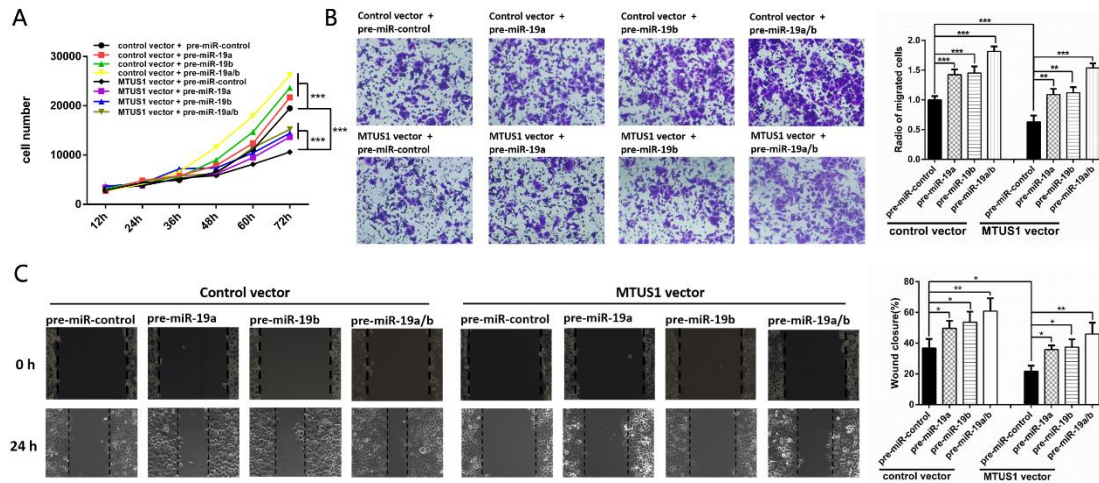 A
cell number
30000
20000
10000
0
12h
24h
36h
48h
60h
72h
control vector + pre-miR-control
control vector + pre-miR-19a
control vector + pre-miR-19b
control vector + pre-miR-19a/b
MTUS1 vector + pre-miR-control
MTUS1 vector + pre-miR-19a
MTUS1 vector + pre-miR-19b
MTUS1 vector + pre-miR-19a/b
***
***
***
B
Control vector +
pre-miR-control
Control vector +
pre-miR-19a
Control vector +
pre-miR-19b
Control vector +
pre-miR-19a/b
MTUS1 vector +
pre-miR-control
MTUS1 vector +
pre-miR-19a
MTUS1 vector +
pre-miR-19b
MTUS1 vector +
pre-miR-19a/b
Radio of migrated cells
2.0
1.5
1.0
0.5
0.0
***
***
***
***
***
**
**
pre-miR-control
pre-miR-19a
pre-miR-19b
pre-miR-19a/b
pre-miR-control
pre-miR-19a
pre-miR-19b
pre-miR-19a/b
control vector
MTUS1 vector
C
Control vector
MTUS1 vector
pre-miR-control
pre-miR-19a
pre-miR-19b
pre-miR-19a/b
pre-miR-control
pre-miR-19a
pre-miR-19b
pre-miR-19a/b
0 h
24 h
Wound closure(%)
80
60
40
20
0
*
**
*
*
**
*
*
pre-miR-control
pre-miR-19a
pre-miR-19b
pre-miR-19a/b
pre-miR-control
pre-miR-19a
pre-miR-19b
pre-miR-19a/b
control vector
MTUS1 vector